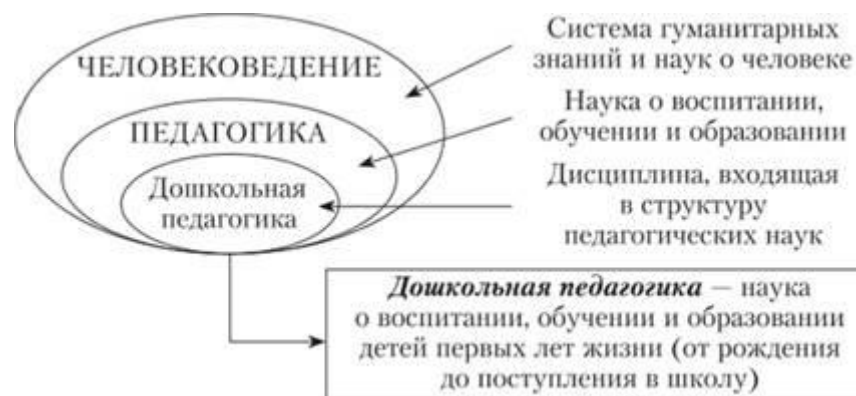 ЧЕЛОВЕКОВЕДЕНИЕ
ПЕДАГОГИКА
Дошкольная
педагогика
Система гуманитарных
знаний и наук о человеке
Наука о воспитании,
обучении и образовании
Дисциплина, входящая
в структуру
педагогических наук
Дошкольная педагогика — наука
о воспитании, обучении и образовании
детей первых лет жизни (от рождения
до поступления в школу)